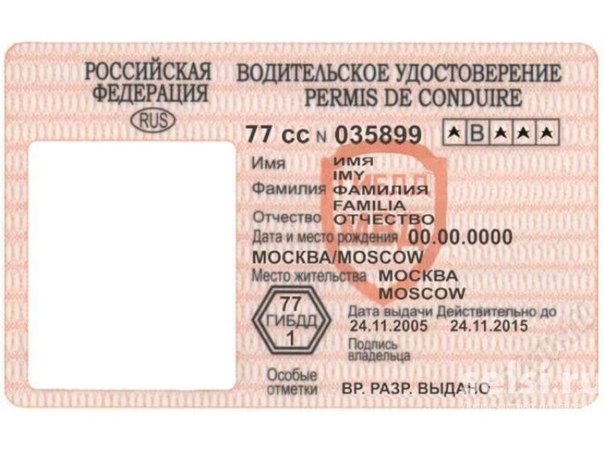 РОССИЙСКАЯ
ФЕДЕРАЦИЯ
RUS
ВОДИТЕЛЬСКОЕ УДОСТОВЕРЕНИЕ
PERMIS DE CONDUIRE
77 СС N 035899 B
Имя ИМЯ
IMY
Фамилия ФАМИЛИЯ
FAMILIA
Отчество ОТЧЕСТВО
Дата и место рождения 00.00.0000
МОСКВА/MOSCOW
Место жительства МОСКВА
MOSCOW
77
ГИБДД
1
Дата выдачи Действительно до
24.11.2005 24.11.2015
Подпись
владельца
Особые
отметки
ВР. РАЗР. ВЫДАНО